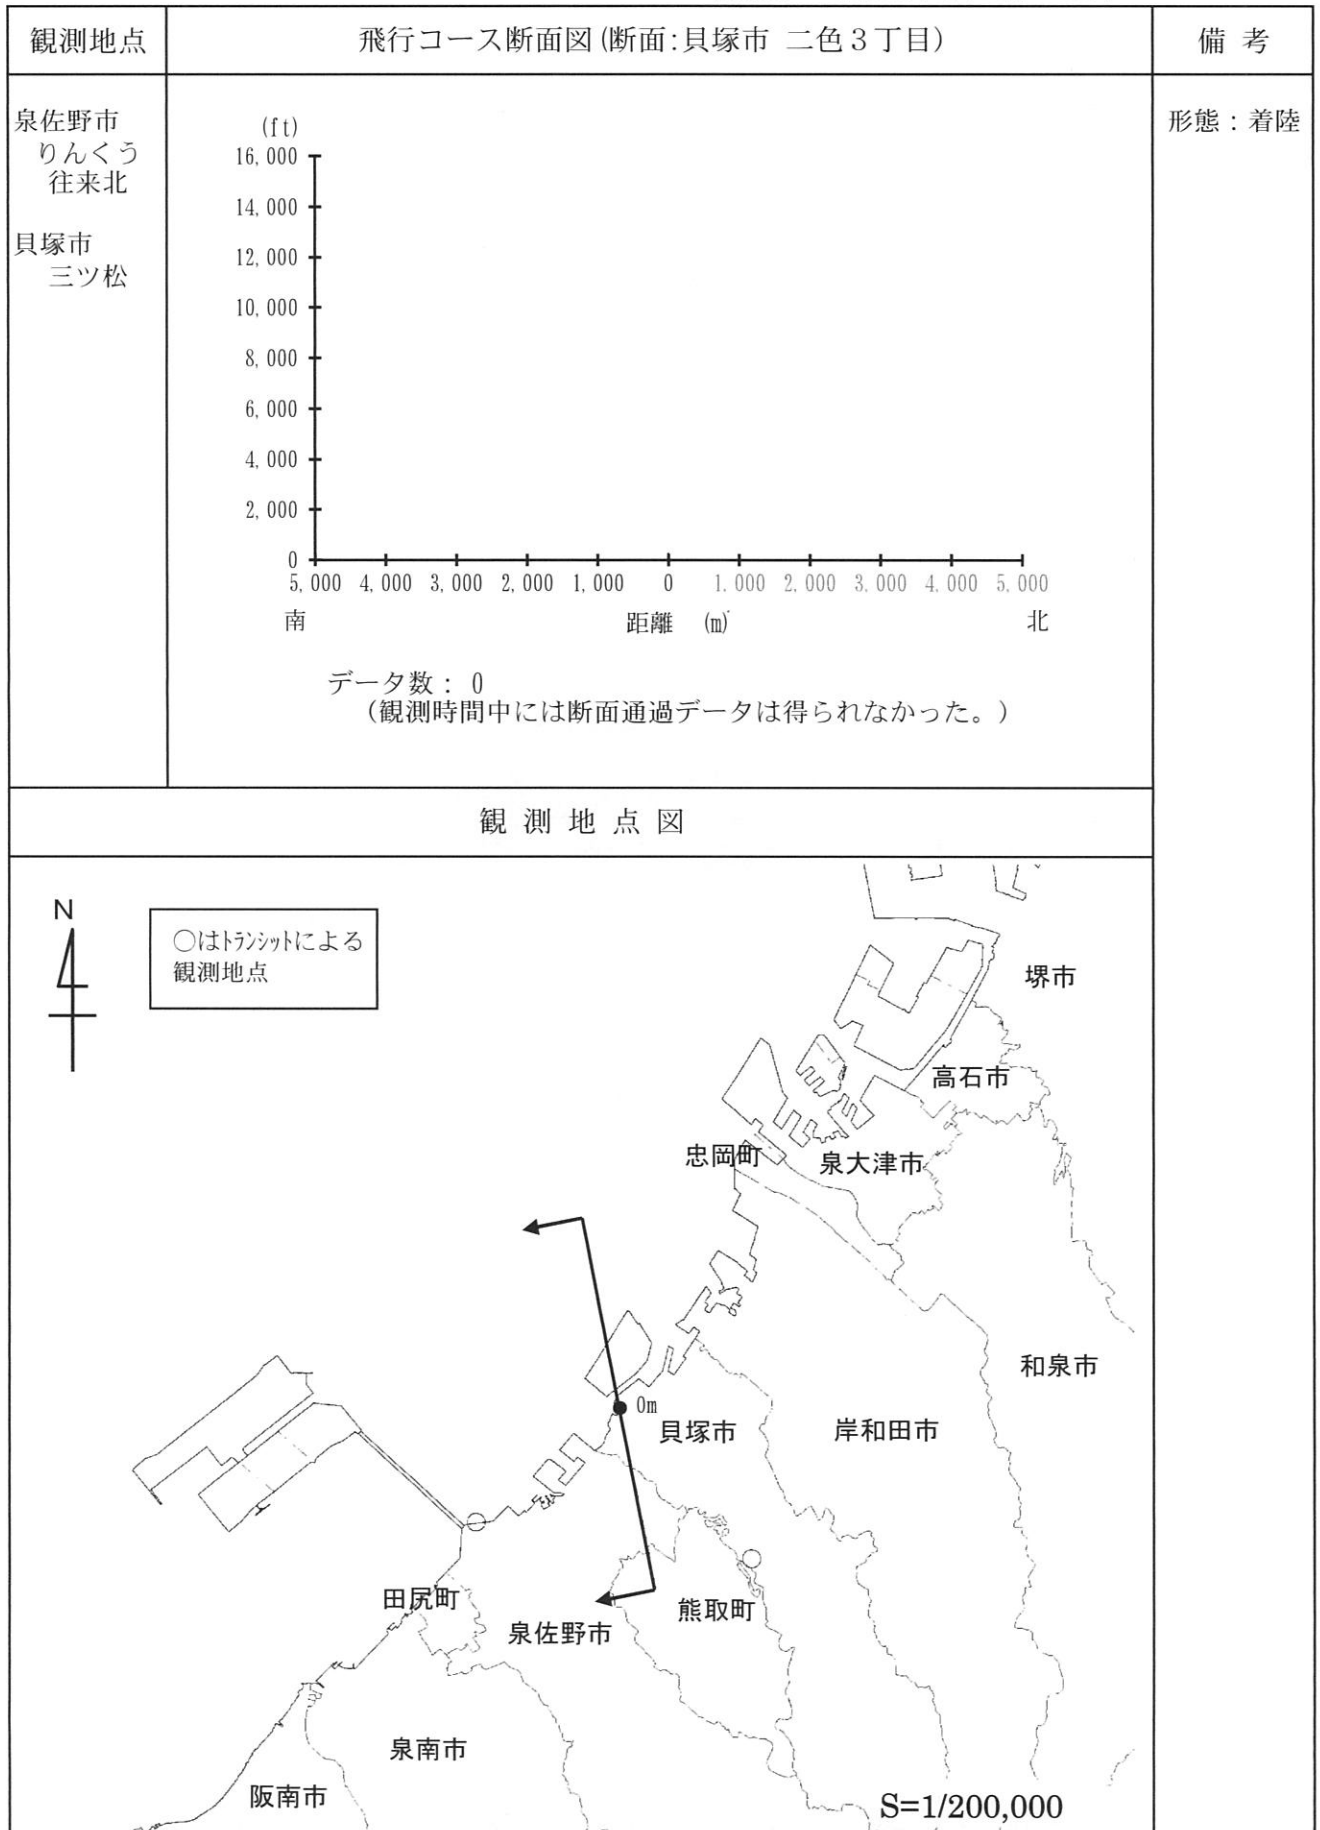 観測地点
飛行コース断面図(断面:貝塚市 二色3丁目)
備 考
泉佐野市
りんくう
往来北
貝塚市
三ツ松
形態：着陸
(ft)
16,000
14,000
12,000
10,000
8,000
6,000
4,000
2,000
0
5,000 4,000 3,000 2,000 1,000 0 1,000 2,000 3,000 4,000 5,000
南 距離 (m) 北
データ数： 0
（観測時間中には断面通過データは得られなかった。）
観 測 地 点 図
N
○はトランシットによる
観測地点
堺市
高石市
忠岡町
泉大津市
和泉市
0m
貝塚市
岸和田市
田尻町
熊取町
泉佐野市
泉南市
阪南市
S=1/200,000